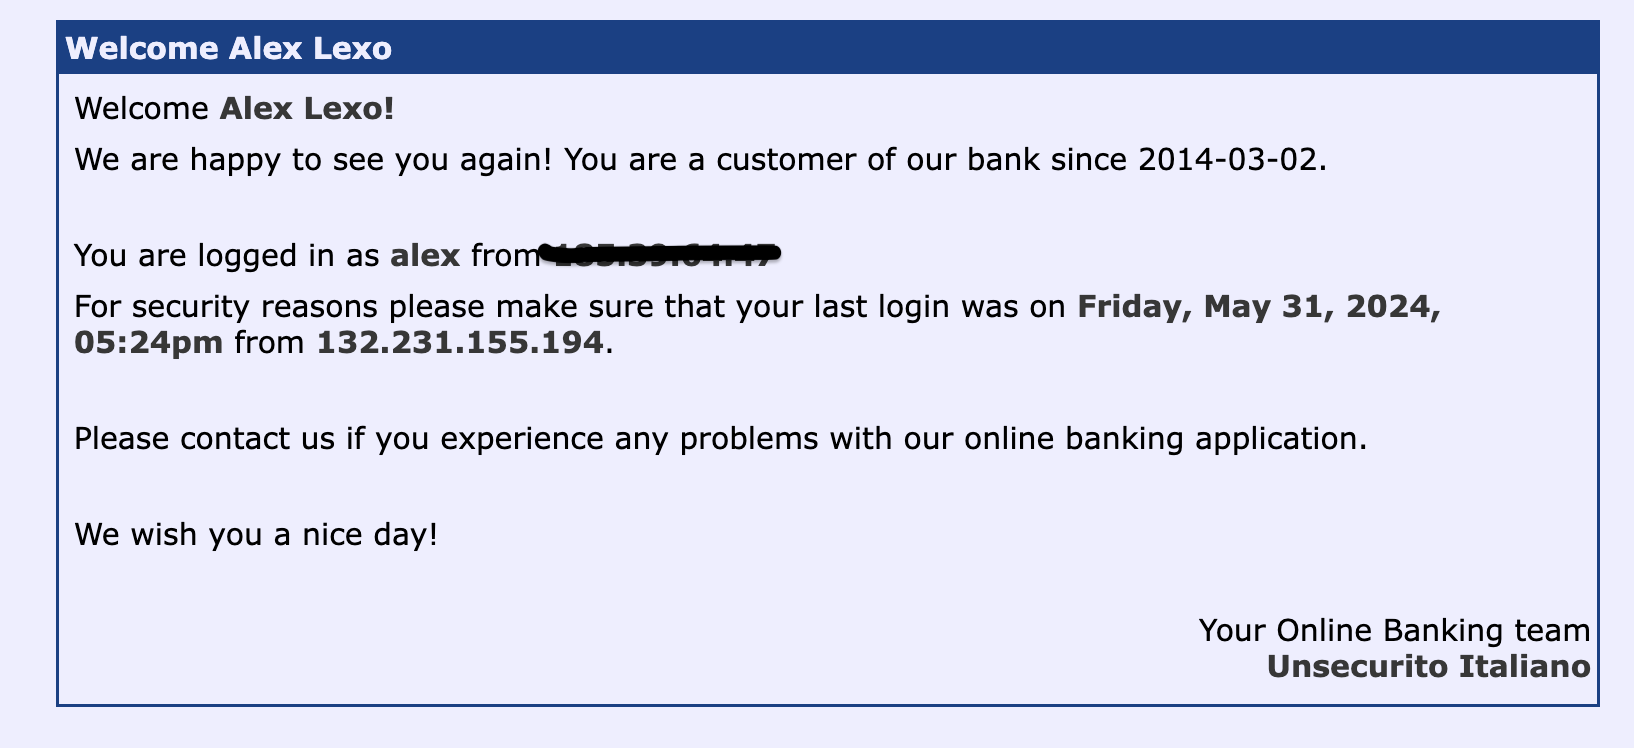 Welcome Alex Lexo
Welcome Alex Lexo!
We are happy to see you again! You are a customer of our bank since 2014-03-02.
You are logged in as alex from
For security reasons please make sure that your last login was on Friday, May 31, 2024,
05:24pm from 132.231.155.194.
Please contact us if you experience any problems with our online banking application.
We wish you a nice day!
Your Online Banking team
Unsecurito Italiano